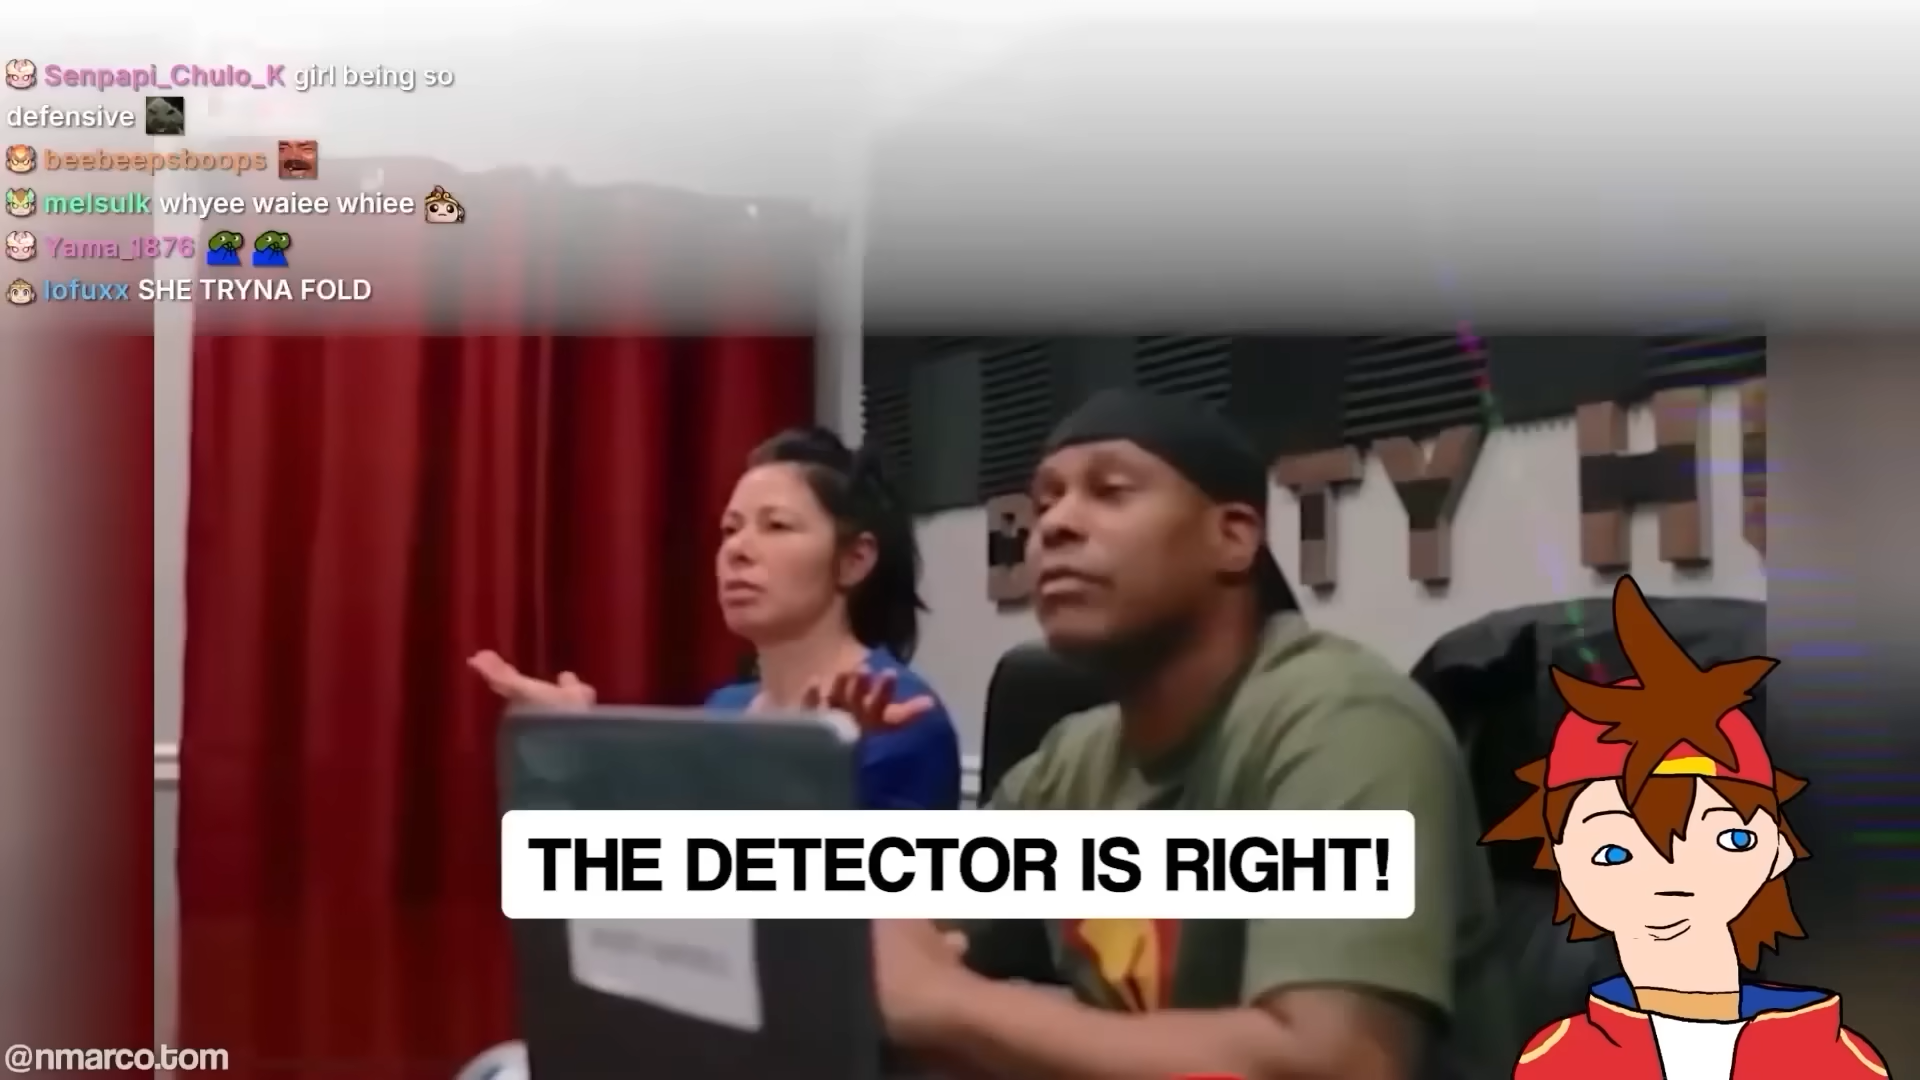 Senpapi_Chulo_K girl being so
defensive
beebeepsboops
melsulk whyee waiee whiee
Yama_1876
lofuxx SHE TRYNA FOLD
TY H
THE DETECTOR IS RIGHT!
@nmarco.tom